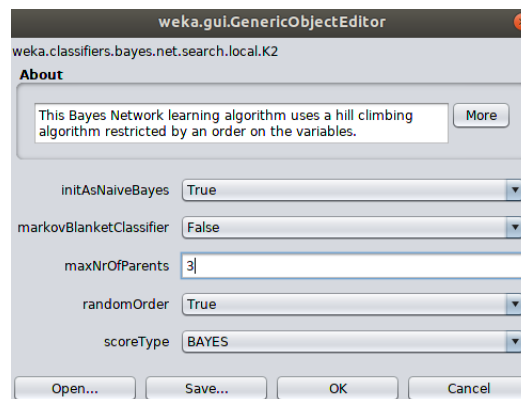 weka.gui.GenericObjectEditor
weka.classifiers.bayes.net.search.local.K2
About
This Bayes Network learning algorithm uses a hill climbing
algorithm restricted by an order on the variables.
More
initAsNaiveBayes True
markovBlanketClassifier False
maxNrOfParents 3
randomOrder True
scoreType BAYES
Open... Save... OK Cancel